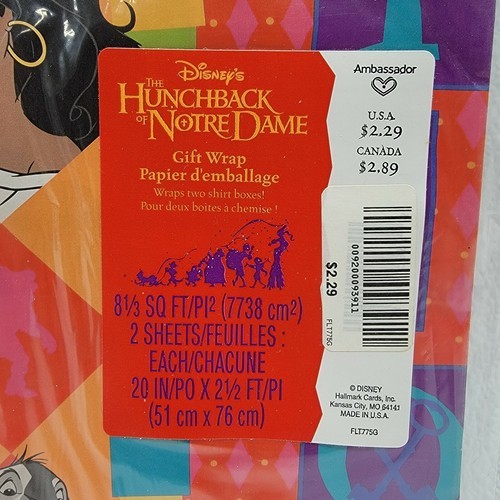 Disney's
THE
HUNCHBACK
OF NOTRE DAME
Gift Wrap
Papier d'emballage
Wraps two shirt boxes!
Pour deux boites a chemise !
8⅓ SQ FT/PI² (7738 cm²)
2 SHEETS/FEUILLES :
EACH/CHACUNE
20 IN/PO X 2½ FT/PI
(51 cm x 76 cm)
Ambassador
U.S.A.
$2.29
CANADA
$2.89
009200093911
$2.29
FLT775G
© DISNEY
Hallmark Cards, Inc.
Kansas City, MO 64141
MADE IN U.S.A.
FLT775G